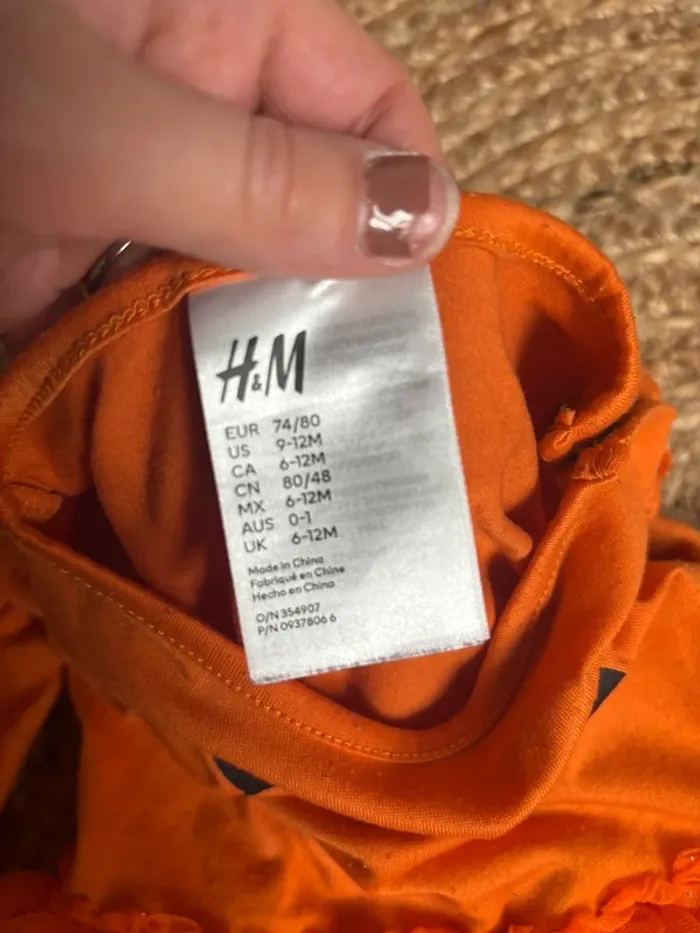 H&M
EUR 74/80
US 9-12M
CA 6-12M
CN 80/48
MX 6-12M
AUS 0-1
UK 6-12M
Made in China
Fabriqué en Chine
Hecho en China
O/N 354907
P/N 0937806 6